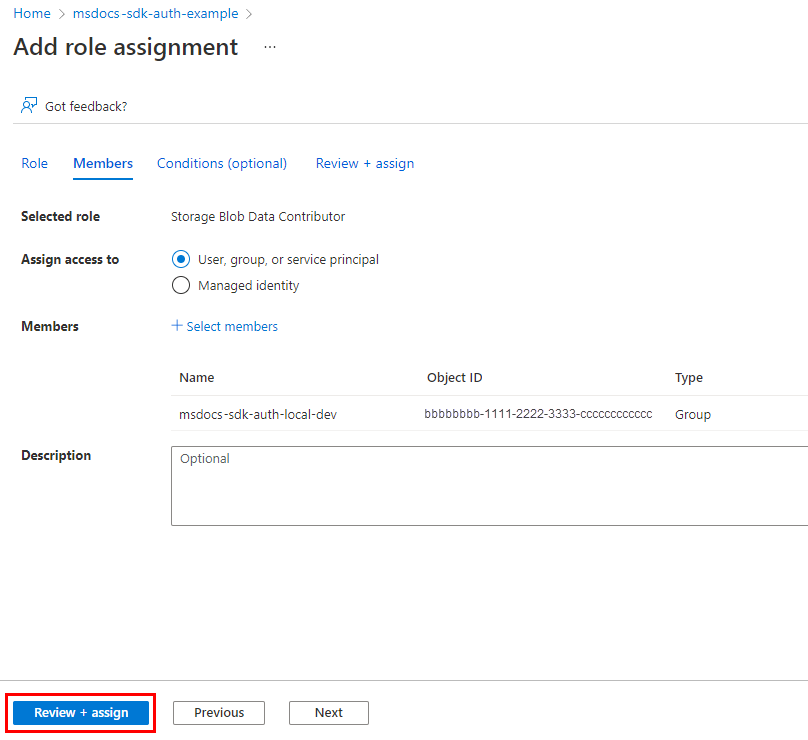 Home > msdocs-sdk-auth-example >
Add role assignment ...
Got feedback?
Role Members Conditions (optional) Review + assign
Selected role Storage Blob Data Contributor
Assign access to User, group, or service principal
Managed identity
Members + Select members
Name Object ID Type
msdocs-sdk-auth-local-dev bbbbbbbb-1111-2222-3333-cccccccccccc Group
Description Optional
Review + assign Previous Next